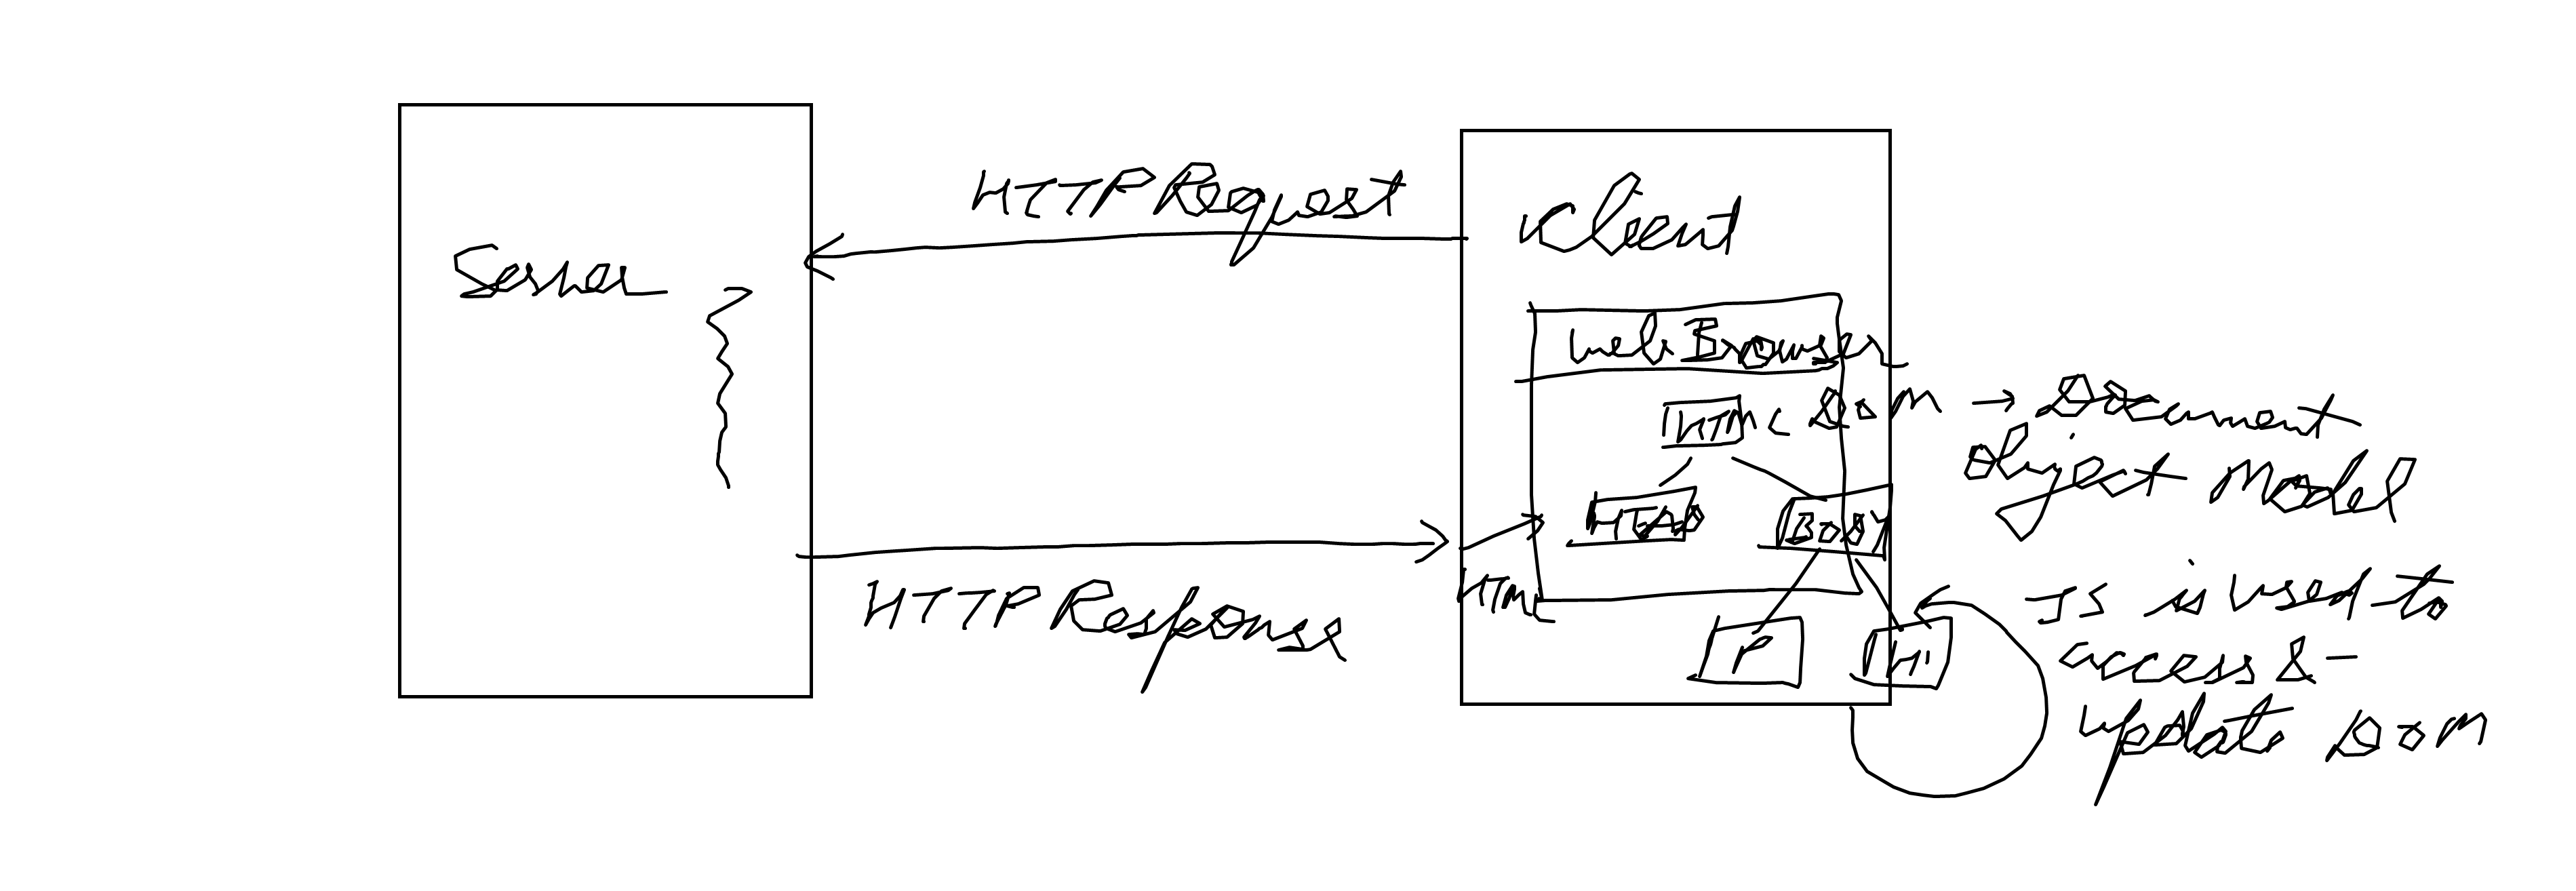 HTTP Request
Client
Server
Web Browser
HTML DOM → Document
Object Model
HEAD
BODY
HTTP Response
HTML
JS is used to
access &
update DOM
P
H1